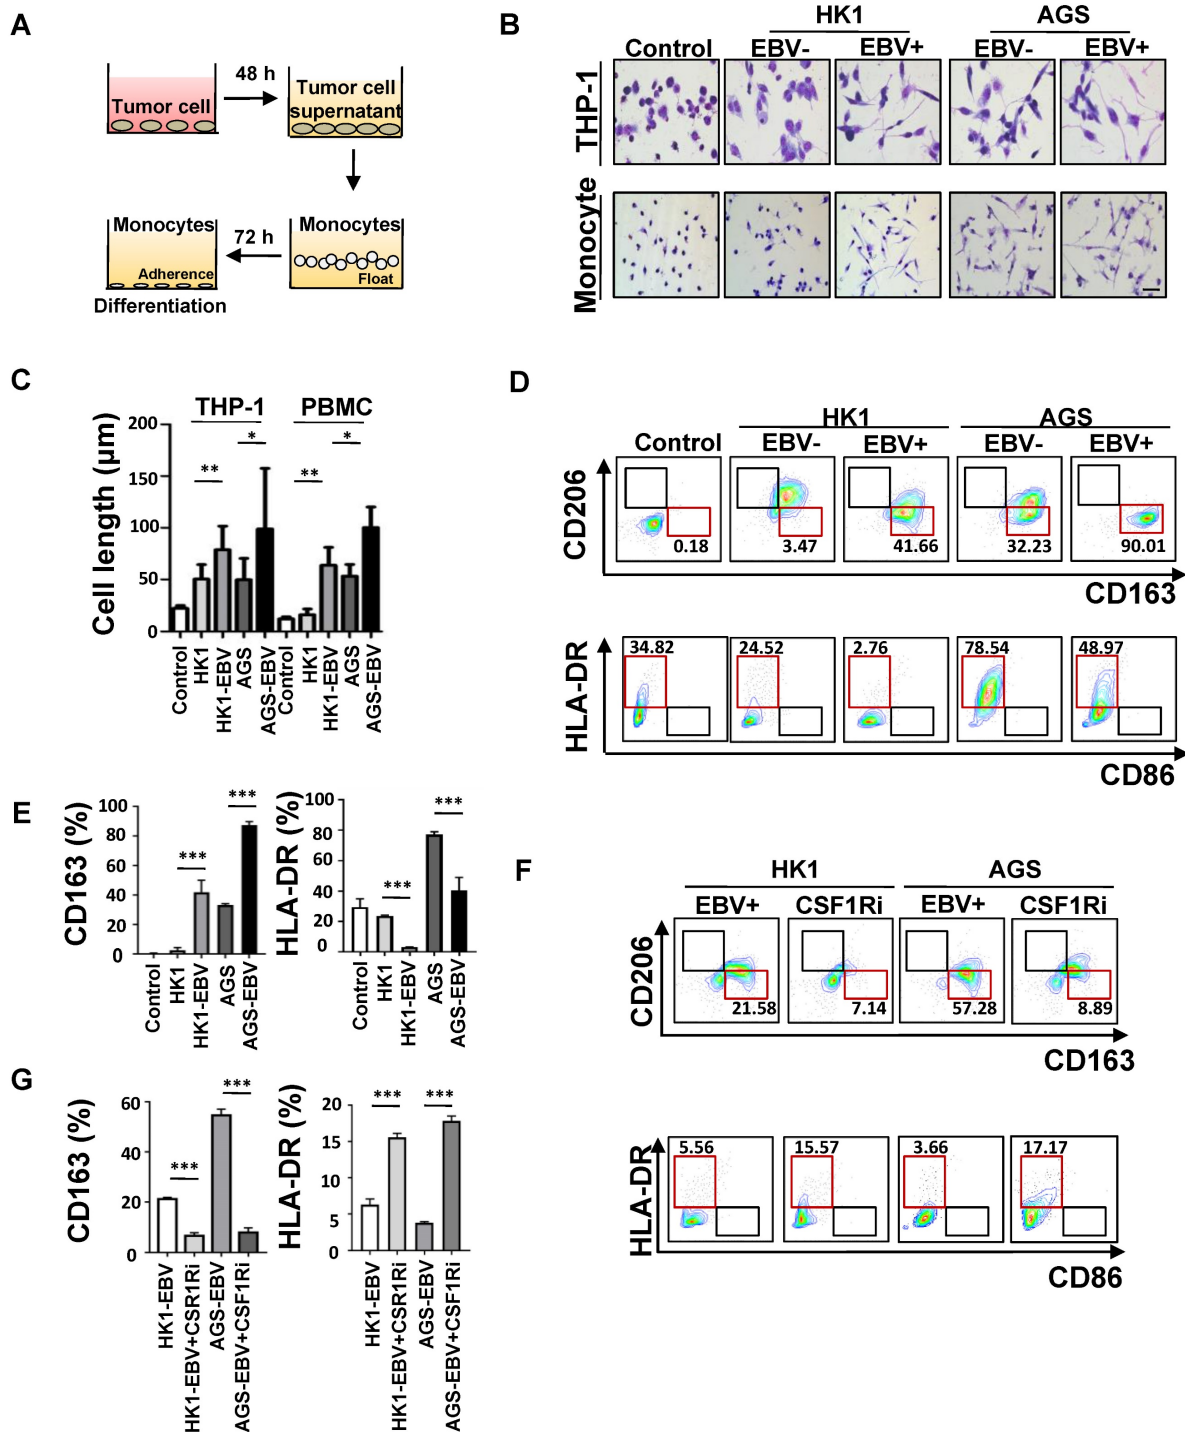 A
Tumor cell
48 h
Tumor cell
supernatant
Monocytes
Adherence
Differentiation
72 h
Monocytes
Float
B
HK1
AGS
Control
EBV-
EBV+
EBV-
EBV+
THP-1
Monocyte
C
THP-1
PBMC
Cell length (µm)
200
150
100
50
0
**
*
**
*
Control
HK1
HK1-EBV
AGS
AGS-EBV
Control
HK1
HK1-EBV
AGS
AGS-EBV
D
HK1
AGS
Control
EBV-
EBV+
EBV-
EBV+
CD206
0.18
3.47
41.66
32.23
90.01
CD163
HLA-DR
34.82
24.52
2.76
78.54
48.97
CD86
E
CD163 (%)
100
80
60
40
20
0
***
***
Control
HK1
HK1-EBV
AGS
AGS-EBV
HLA-DR (%)
100
80
60
40
20
0
***
***
Control
HK1
HK1-EBV
AGS
AGS-EBV
F
HK1
AGS
EBV+
CSF1Ri
EBV+
CSF1Ri
CD206
21.58
7.14
57.28
8.89
CD163
HLA-DR
5.56
15.57
3.66
17.17
CD86
G
CD163 (%)
60
40
20
0
***
***
HK1-EBV
HK1-EBV+CSR1Ri
AGS-EBV
AGS-EBV+CSF1Ri
HLA-DR (%)
20
15
10
5
0
***
***
HK1-EBV
HK1-EBV+CSR1Ri
AGS-EBV
AGS-EBV+CSF1Ri